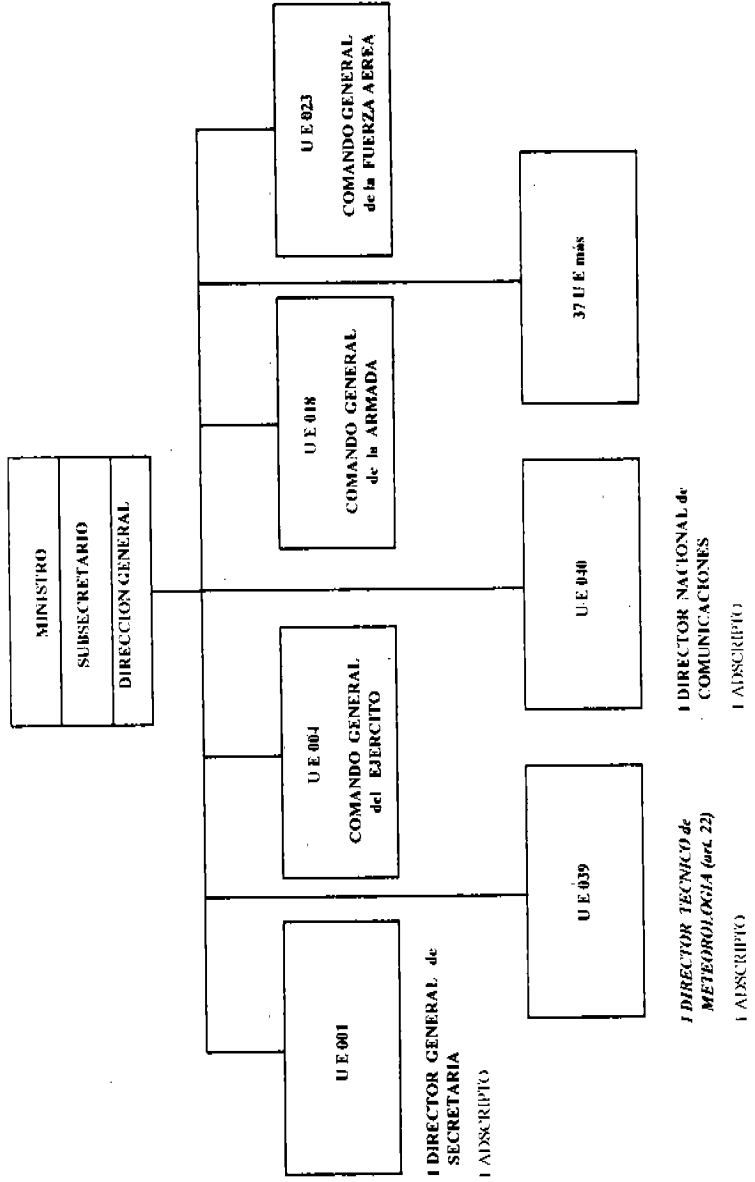 MINISTRO
SUBSECRETARIO
DIRECCION GENERAL
U E 001
1 DIRECTOR GENERAL de
SECRETARIA
1 ADSCRIPTO
U E 004
COMANDO GENERAL
del EJERCITO
U E 018
COMANDO GENERAL
de la ARMADA
U E 023
COMANDO GENERAL
de la FUERZA AEREA
U E 039
1 DIRECTOR TECNICO de
METEOROLOGIA (art. 22)
1 ADSCRIPTO
U E 040
1 DIRECTOR NACIONAL de
COMUNICACIONES
1 ADSCRIPTO
37 U E más